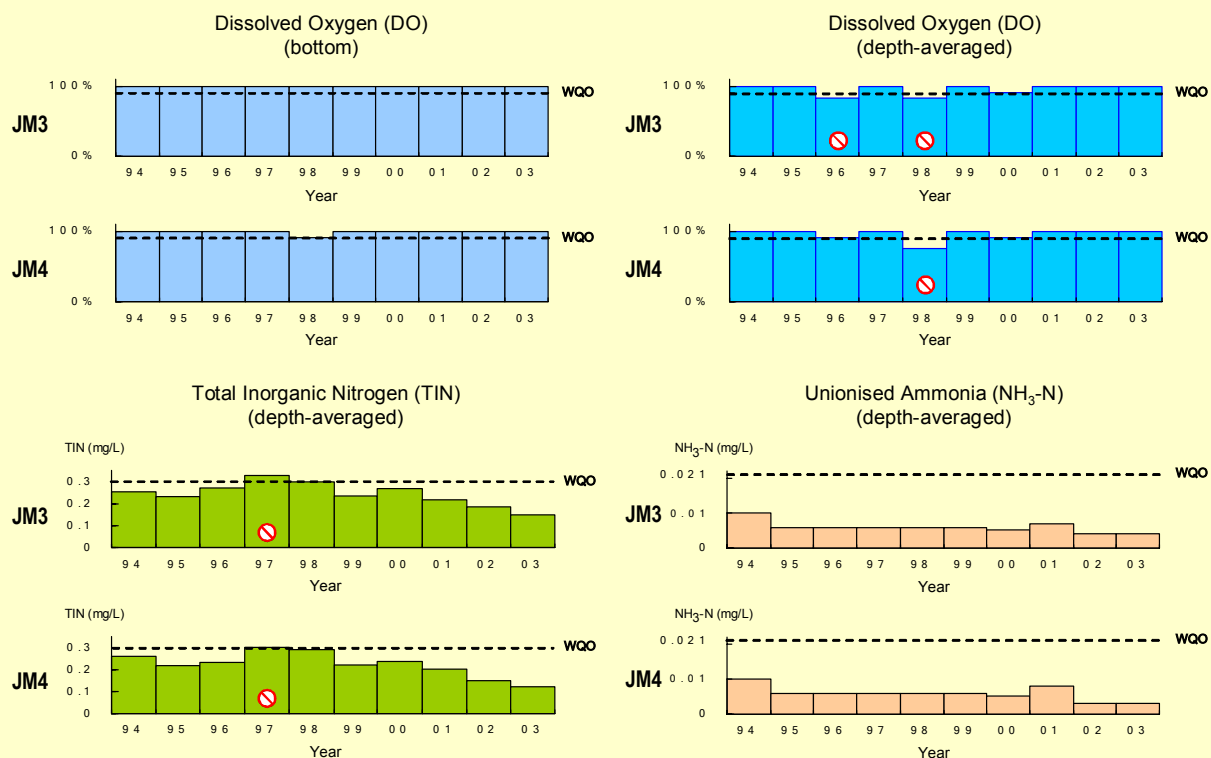 Dissolved Oxygen (DO)
(bottom)
100%
WQO
JM3
0%
94 95 96 97 98 99 00 01 02 03
Year
100%
WQO
JM4
0%
94 95 96 97 98 99 00 01 02 03
Year
Dissolved Oxygen (DO)
(depth-averaged)
100%
WQO
JM3
0%
94 95 96 97 98 99 00 01 02 03
Year
100%
WQO
JM4
0%
94 95 96 97 98 99 00 01 02 03
Year
Total Inorganic Nitrogen (TIN)
(depth-averaged)
TIN (mg/L)
0.3
WQO
0.2
JM3
0.1
0
94 95 96 97 98 99 00 01 02 03
Year
TIN (mg/L)
0.3
WQO
0.2
JM4
0.1
0
94 95 96 97 98 99 00 01 02 03
Year
Unionised Ammonia (NH₃-N)
(depth-averaged)
NH₃-N (mg/L)
0.021
WQO
0.01
JM3
0
94 95 96 97 98 99 00 01 02 03
Year
NH₃-N (mg/L)
0.021
WQO
0.01
JM4
0
94 95 96 97 98 99 00 01 02 03
Year